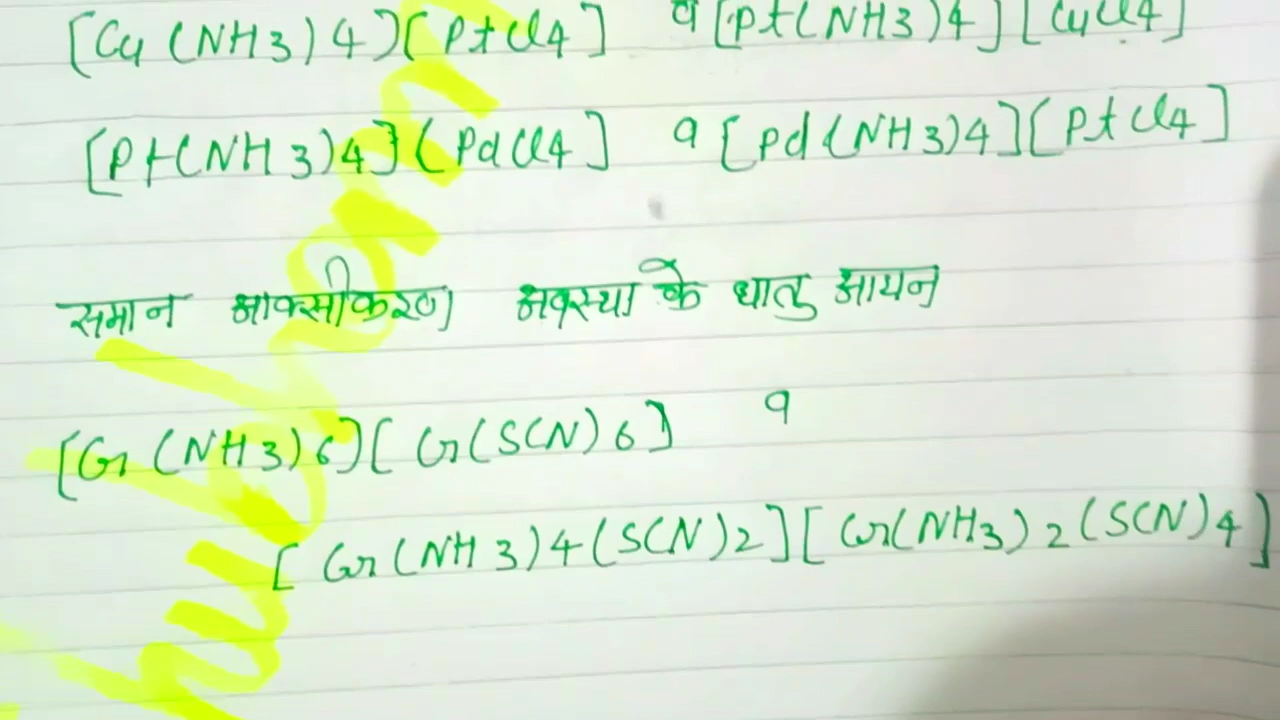 [Cu (NH3)4][PtCl4] व [Pt(NH3)4][CuCl4]
[Pt(NH3)4][PdCl4] व [Pd(NH3)4][PtCl4]
समान आक्सीकरण अवस्था के धातु आयन
[Cr (NH3)6][Cr(SCN)6] व
[Cr(NH3)4(SCN)2][Cr(NH3)2(SCN)4]